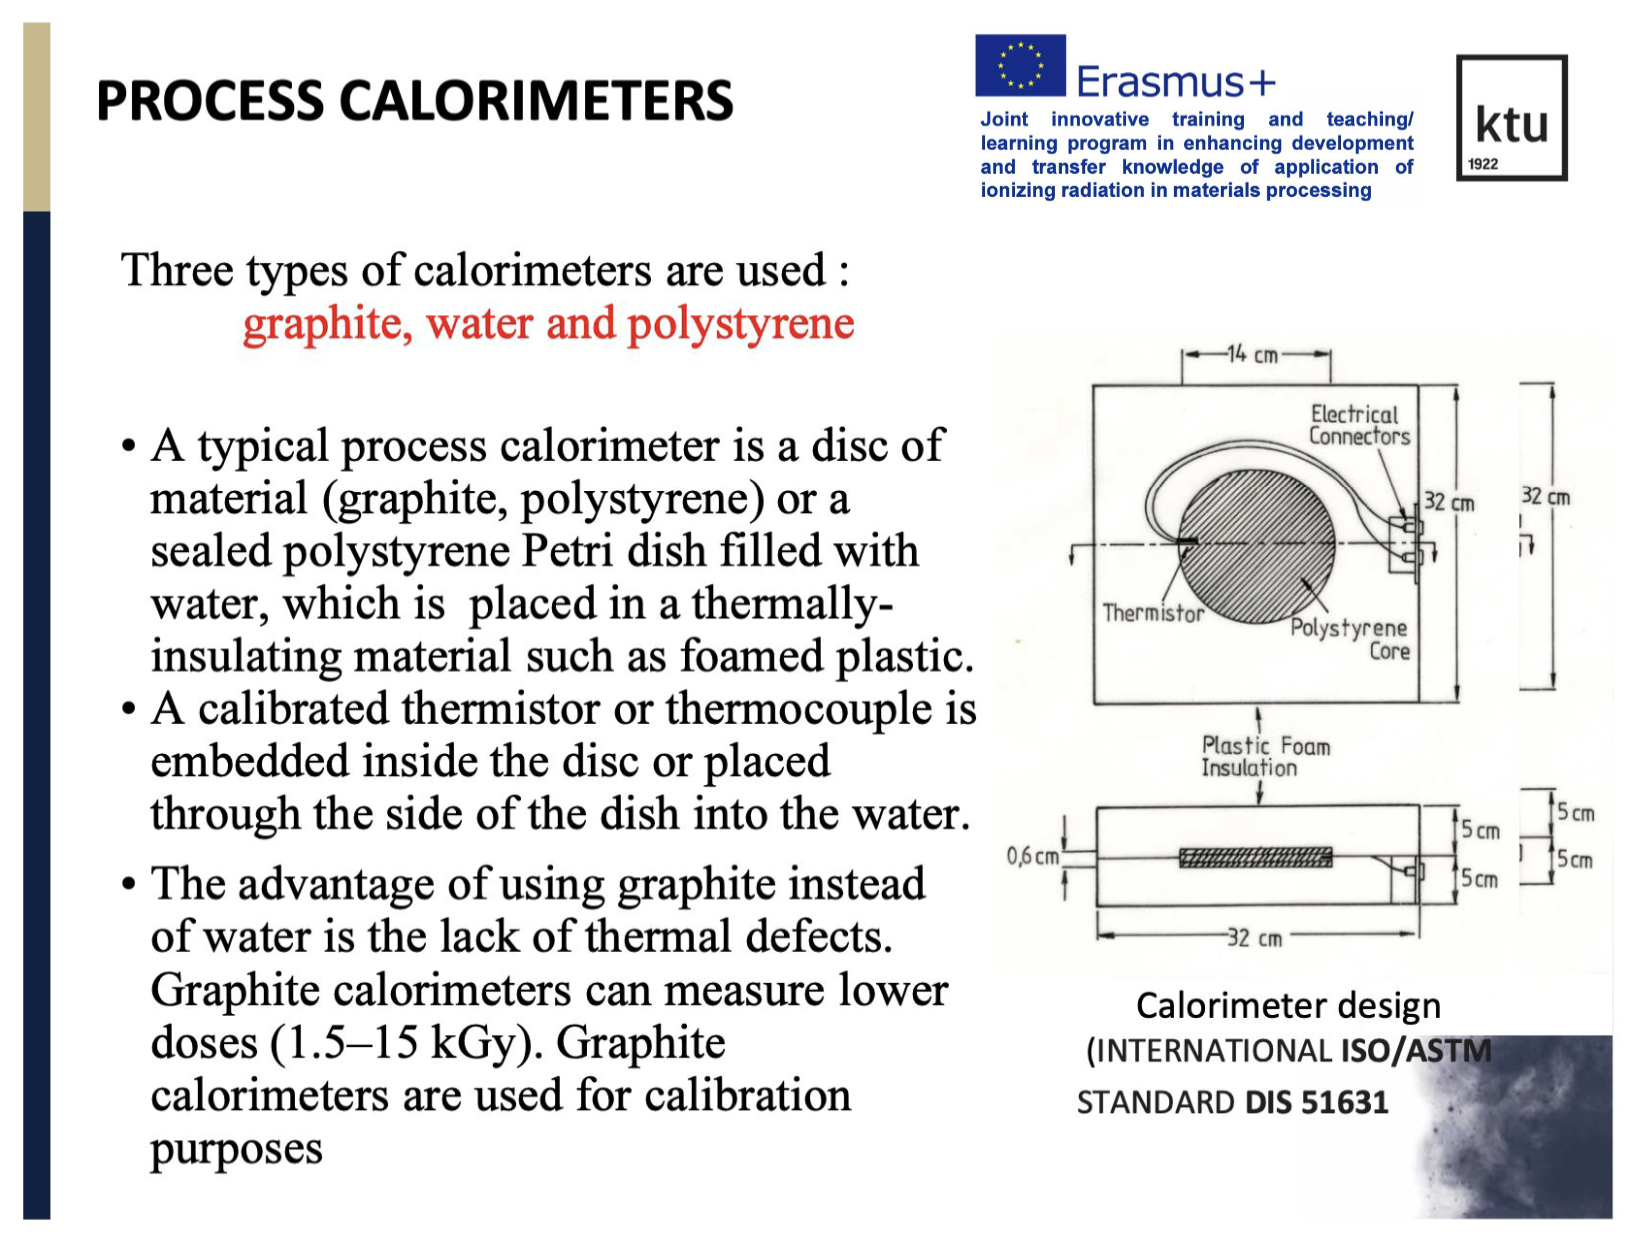 PROCESS CALORIMETERS
Erasmus+
Joint innovative training and teaching/
learning program in enhancing development
and transfer knowledge of application of
ionizing radiation in materials processing
ktu
1922
Three types of calorimeters are used :
graphite, water and polystyrene
• A typical process calorimeter is a disc of
material (graphite, polystyrene) or a
sealed polystyrene Petri dish filled with
water, which is placed in a thermally-
insulating material such as foamed plastic.
• A calibrated thermistor or thermocouple is
embedded inside the disc or placed
through the side of the dish into the water.
• The advantage of using graphite instead
of water is the lack of thermal defects.
Graphite calorimeters can measure lower
doses (1.5–15 kGy). Graphite
calorimeters are used for calibration
purposes
14 cm
Electrical
Connectors
32 cm
32 cm
Thermistor
Polystyrene
Core
Plastic Foam
Insulation
0,6 cm
5 cm
5 cm
5 cm
5 cm
32 cm
Calorimeter design
(INTERNATIONAL ISO/ASTM
STANDARD DIS 51631